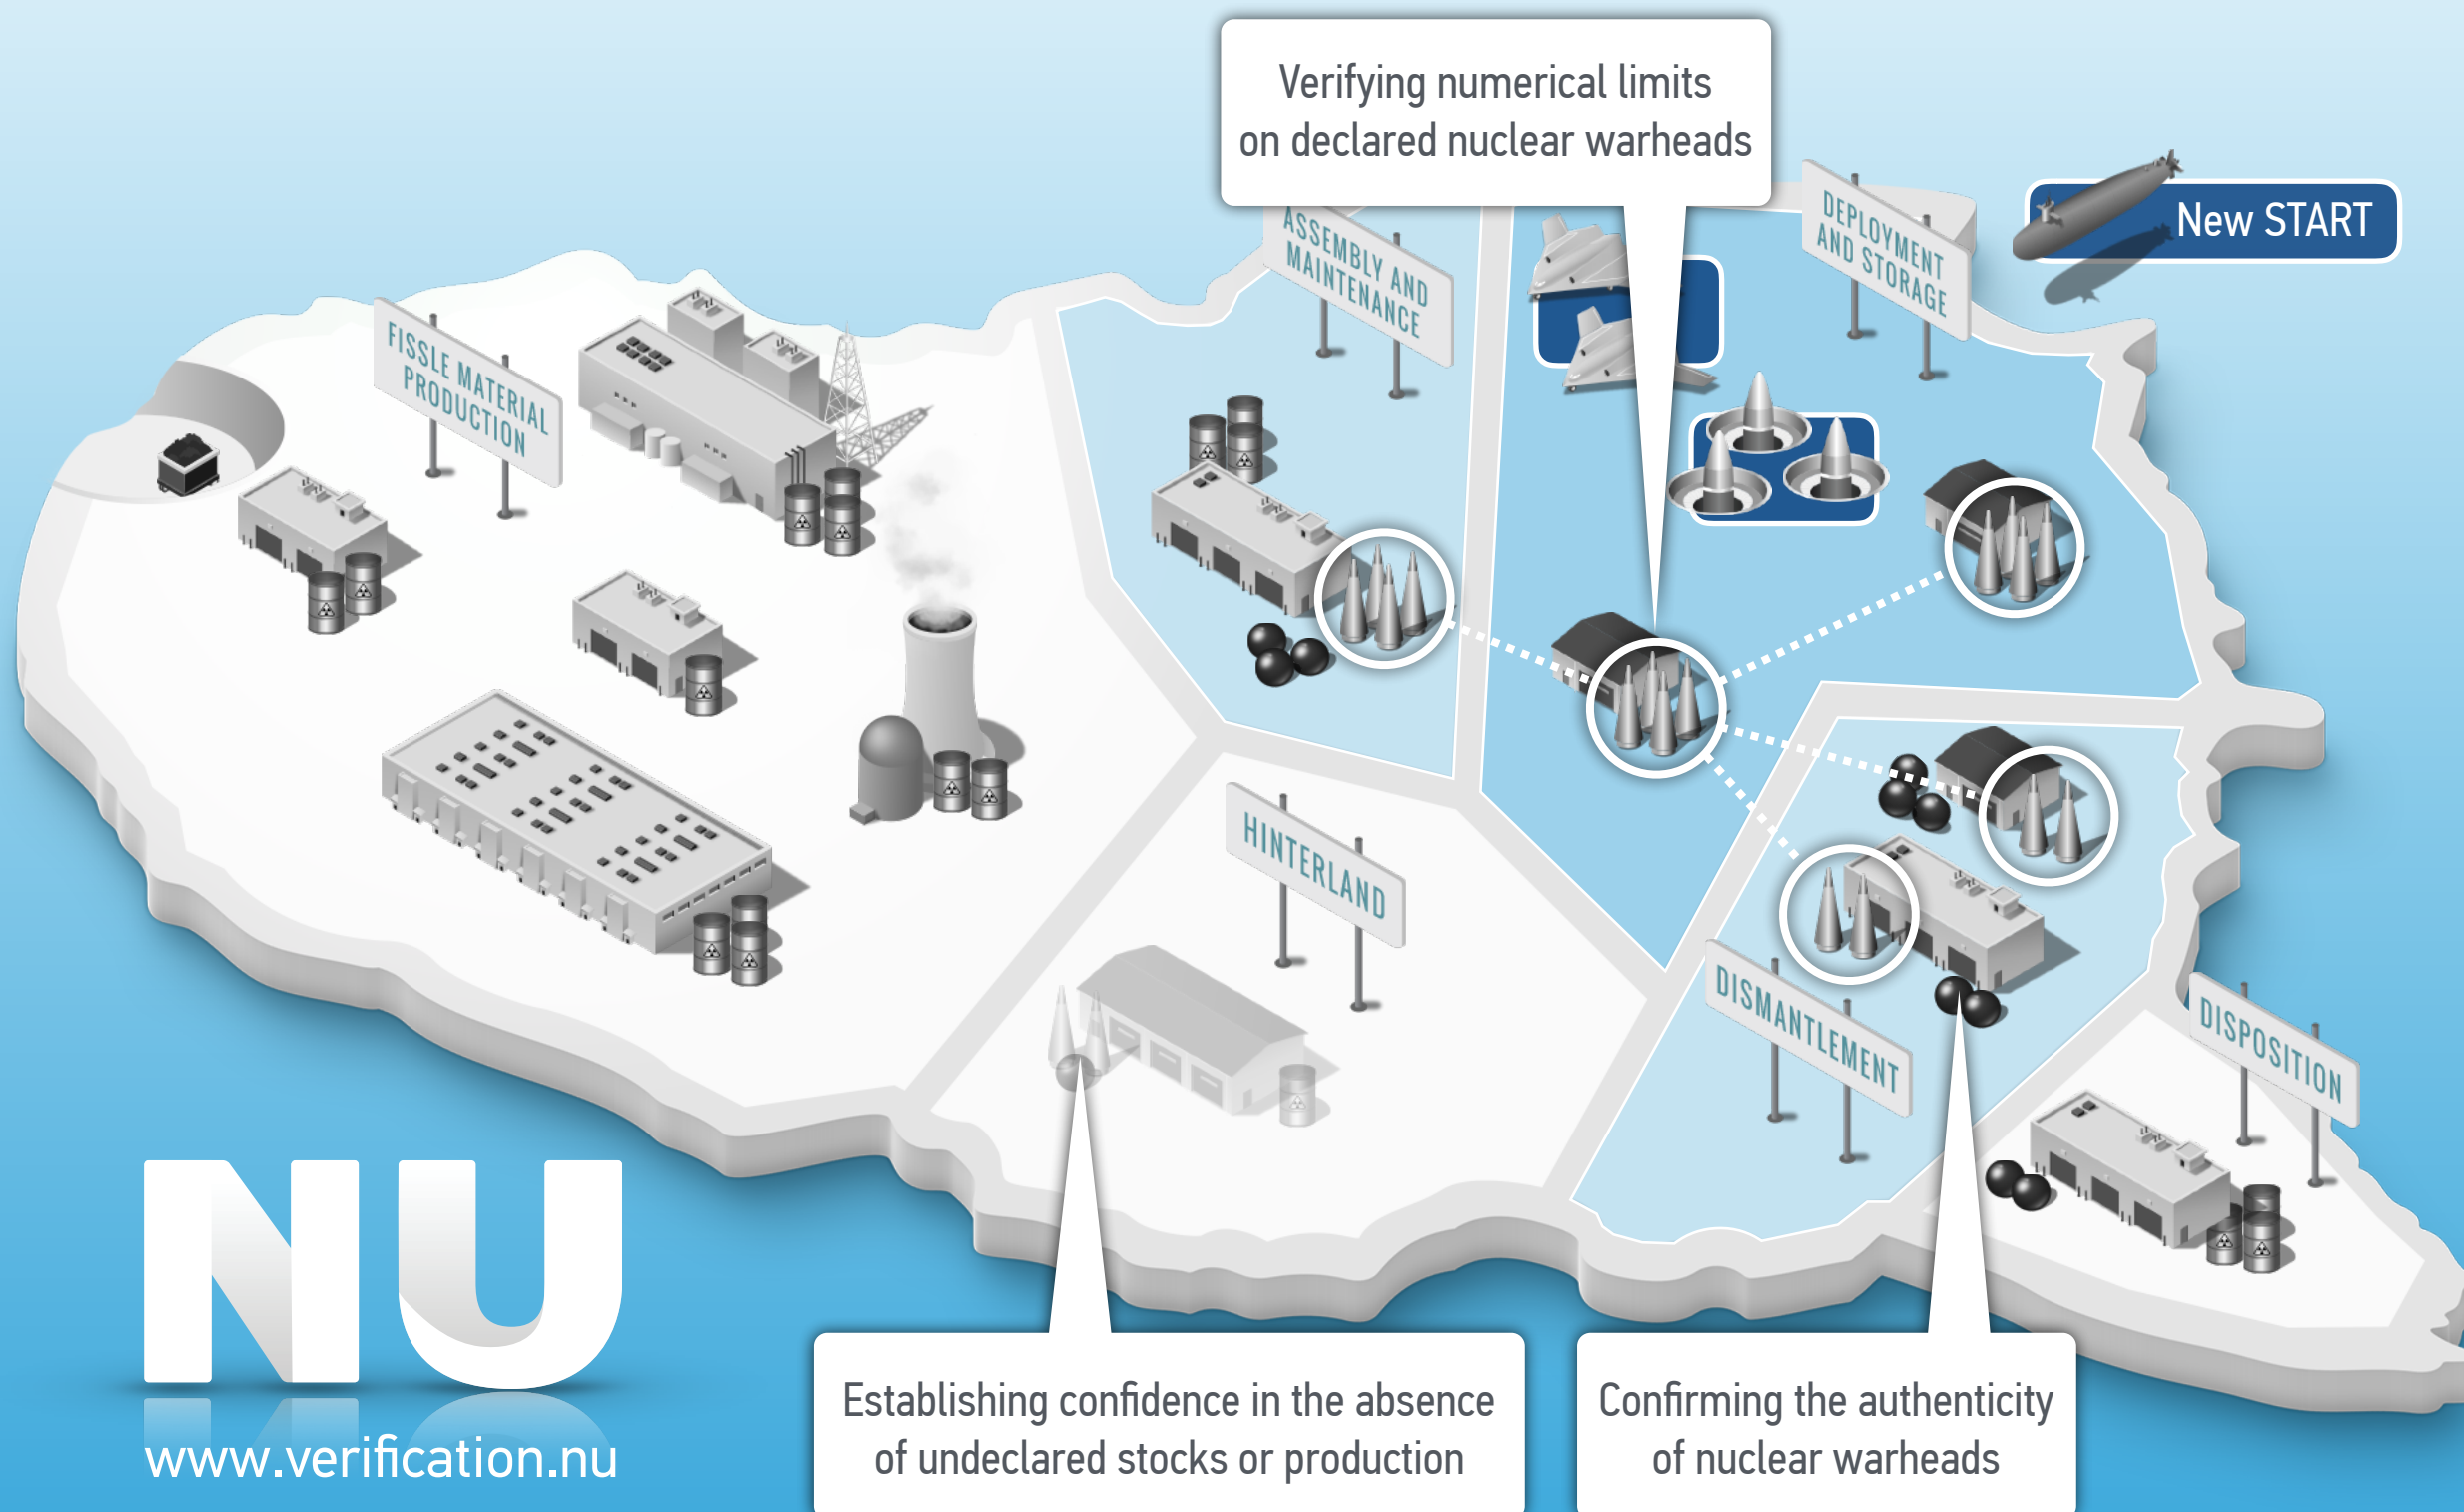 Verifying numerical limits
on declared nuclear warheads
New START
ASSEMBLY AND
MAINTENANCE
DEPLOYMENT
AND STORAGE
FISSLE MATERIAL
PRODUCTION
HINTERLAND
DISMANTLEMENT
DISPOSITION
NU
www.verification.nu
Establishing confidence in the absence
of undeclared stocks or production
Confirming the authenticity
of nuclear warheads